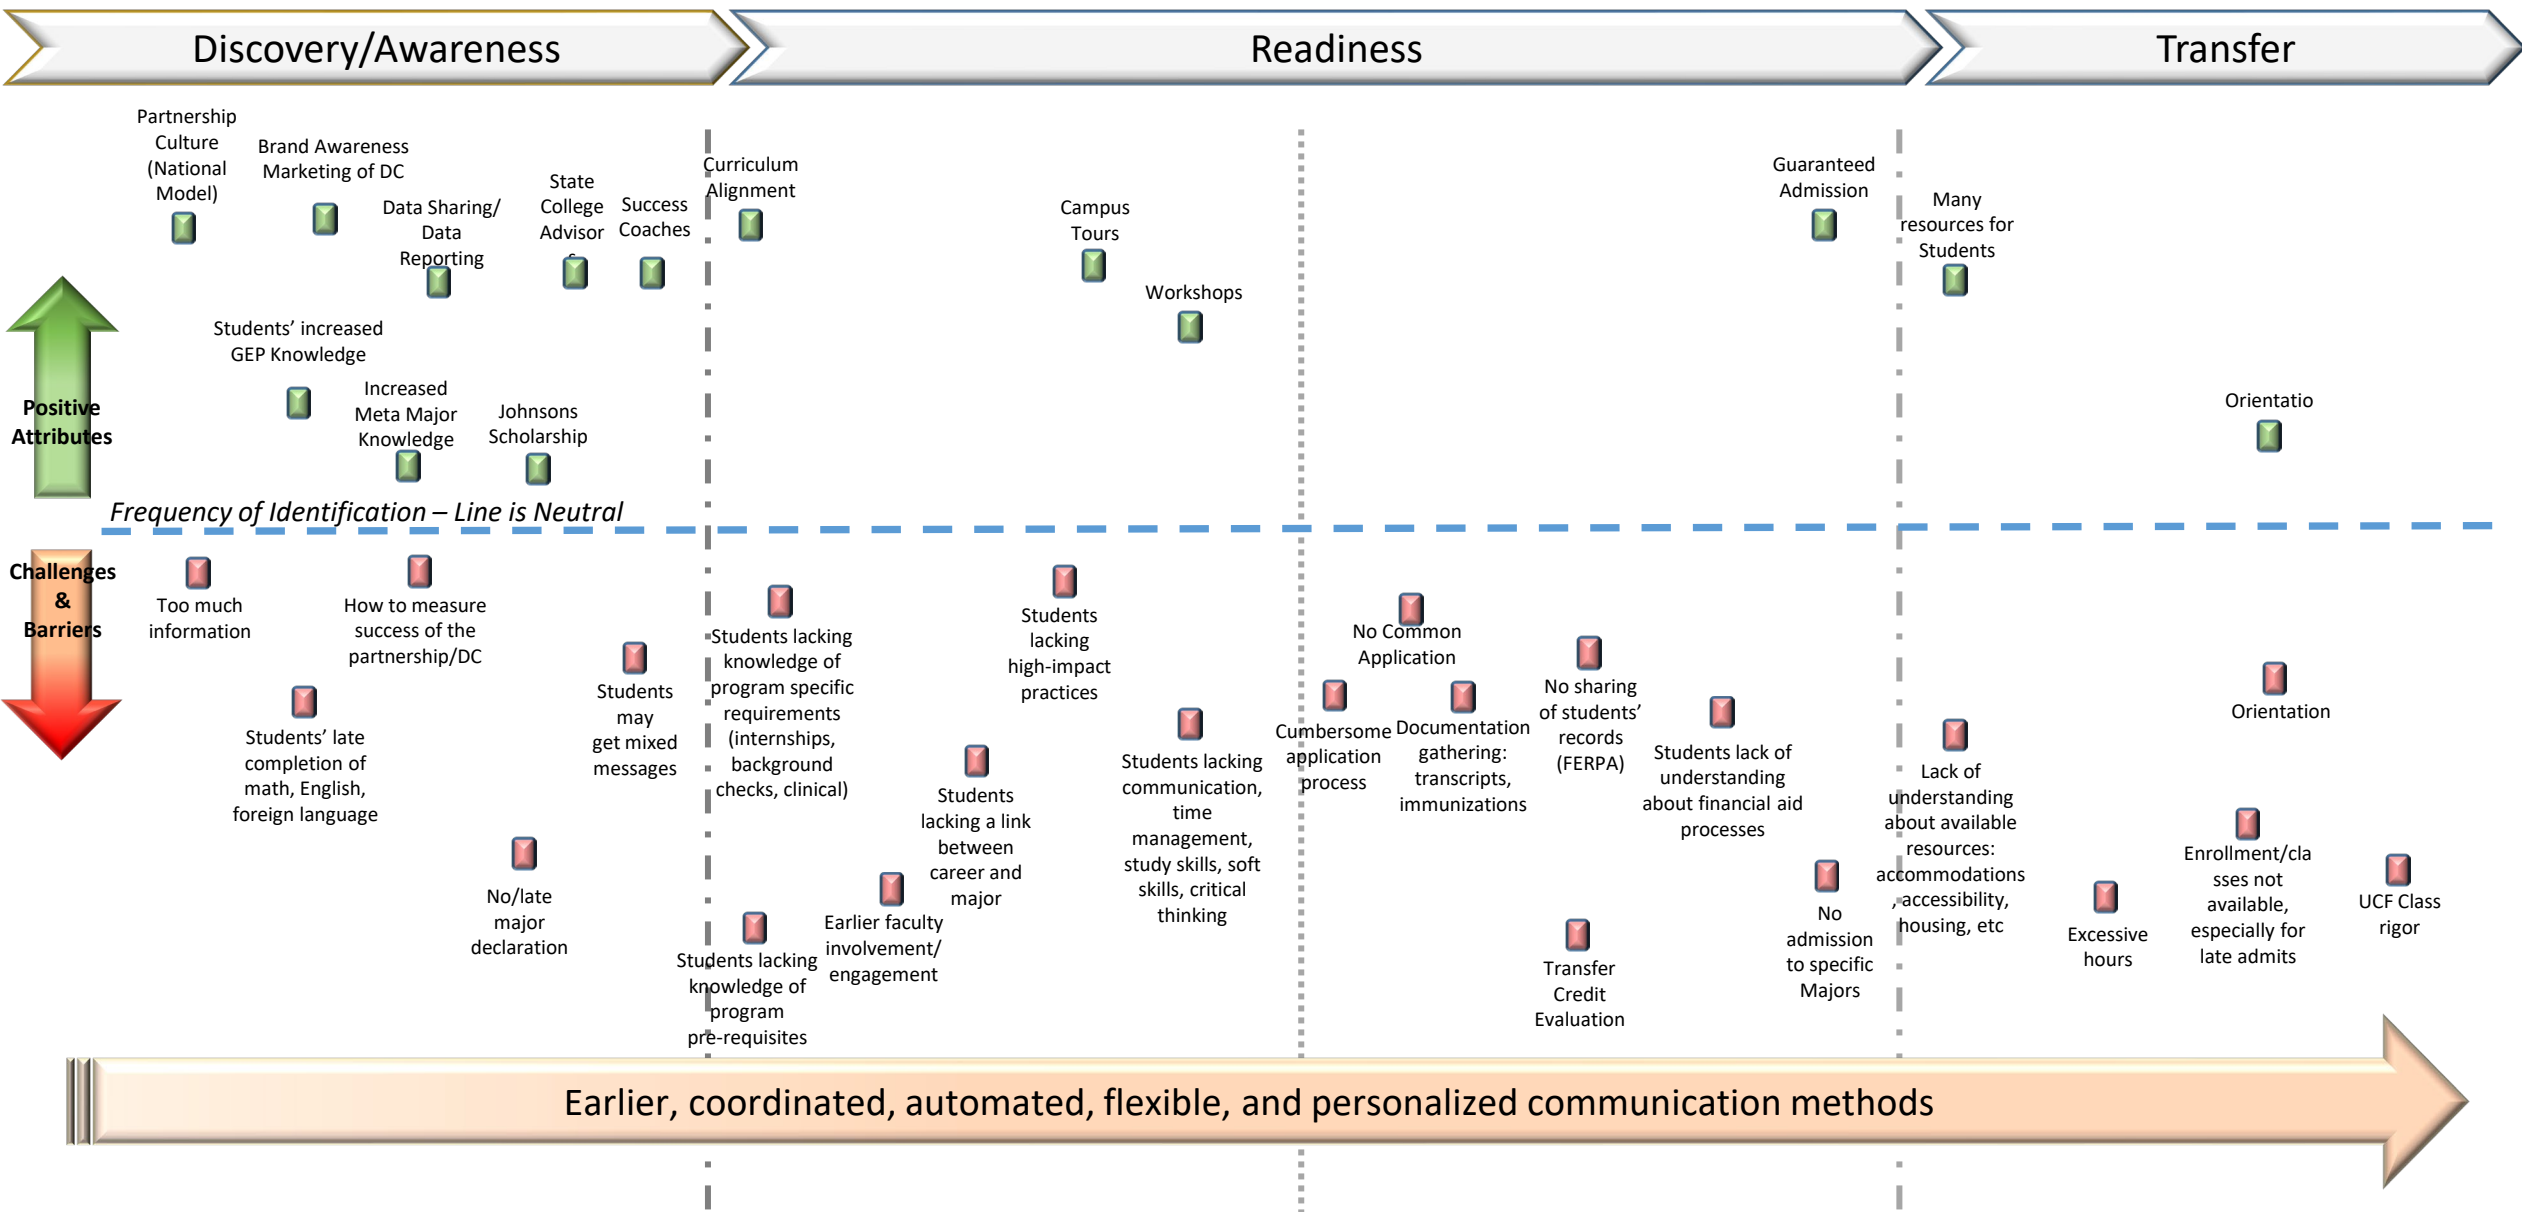 Discovery/Awareness
Readiness
Transfer
Partnership
Culture
(National
Model)
Brand Awareness
Marketing of DC
Data Sharing/
Data
Reporting
State
College
Advisor
s
Success
Coaches
Curriculum
Alignment
Campus
Tours
Workshops
Guaranteed
Admission
Many
resources for
Students
Students’ increased
GEP Knowledge
Increased
Meta Major
Knowledge
Johnsons
Scholarship
Orientatio
Positive
Attributes
Frequency of Identification – Line is Neutral
Challenges
&
Barriers
Too much
information
How to measure
success of the
partnership/DC
Students’ late
completion of
math, English,
foreign language
No/late
major
declaration
Students
may
get mixed
messages
Students lacking
knowledge of
program specific
requirements
(internships,
background
checks, clinical)
Students lacking
knowledge of
program
pre-requisites
Earlier faculty
involvement/
engagement
Students
lacking a link
between
career and
major
Students
lacking
high-impact
practices
Students lacking
communication,
time
management,
study skills, soft
skills, critical
thinking
No Common
Application
Cumbersome
application
process
Documentation
gathering:
transcripts,
immunizations
No sharing
of students’
records
(FERPA)
Students lack of
understanding
about financial aid
processes
Transfer
Credit
Evaluation
No
admission
to specific
Majors
Lack of
understanding
about available
resources:
accommodations
, accessibility,
housing, etc
Orientation
Excessive
hours
Enrollment/cla
sses not
available,
especially for
late admits
UCF Class
rigor
Earlier, coordinated, automated, flexible, and personalized communication methods